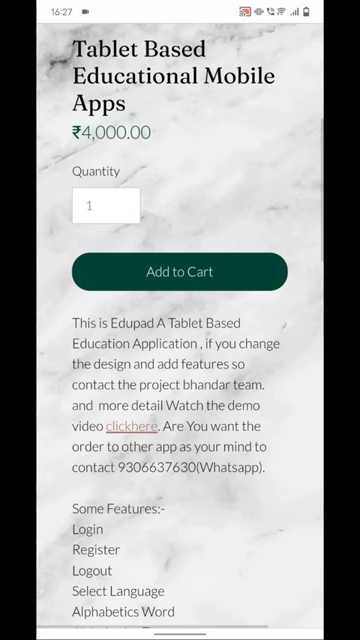 16:27
Tablet Based
Educational Mobile
Apps
₹4,000.00
Quantity
1
Add to Cart
This is Edupad A Tablet Based
Education Application , if you change
the design and add features so
contact the project bhandar team.
and  more detail Watch the demo
video clickhere. Are You want the
order to other app as your mind to
contact 9306637630(Whatsapp).
Some Features:-
Login
Register
Logout
Select Language
Alphabetics Word